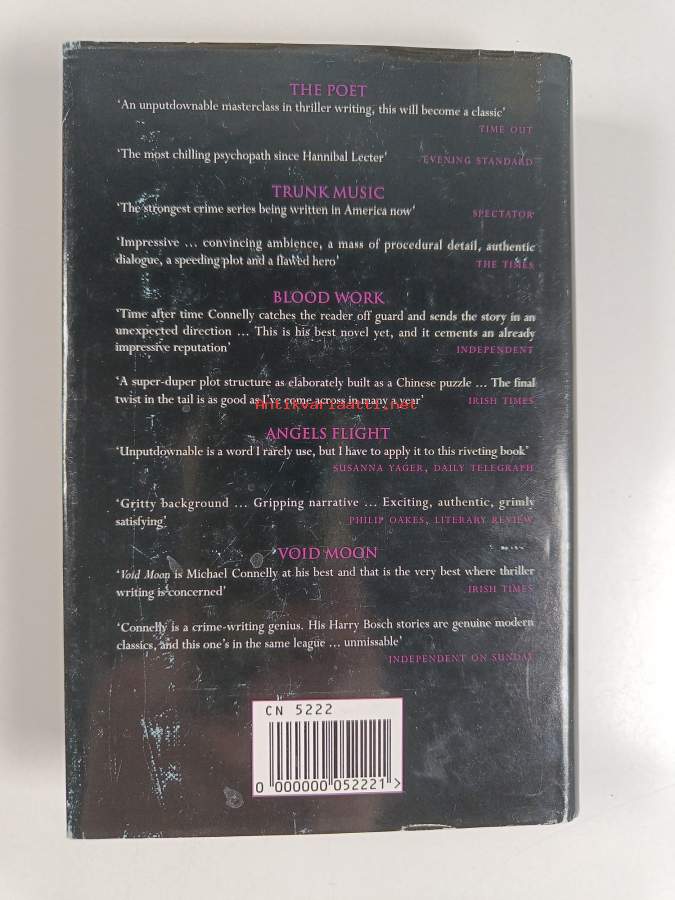 THE POET
‘An unputdownable masterclass in thriller writing, this will become a classic’
TIME OUT
‘The most chilling psychopath since Hannibal Lecter’ EVENING STANDARD
TRUNK MUSIC
‘The strongest crime series being written in America now’ SPECTATOR
‘Impressive ... convincing ambience, a mass of procedural detail, authentic
dialogue, a speeding plot and a flawed hero’ THE TIMES
BLOOD WORK
‘Time after time Connelly catches the reader off guard and sends the story in an
unexpected direction ... This is his best novel yet, and it cements an already
impressive reputation’ INDEPENDENT
‘A super-duper plot structure as elaborately built as a Chinese puzzle ... The final
twist in the tail is as good as I’ve come across in many a year’ IRISH TIMES
Antikvariaatti.net
ANGELS FLIGHT
‘Unputdownable is a word I rarely use, but I have to apply it to this riveting book’
SUSANNA YAGER, DAILY TELEGRAPH
‘Gritty background ... Gripping narrative ... Exciting, authentic, grimly
satisfying’ PHILIP OAKES, LITERARY REVIEW
VOID MOON
‘Void Moon is Michael Connelly at his best and that is the very best where thriller
writing is concerned’ IRISH TIMES
‘Connelly is a crime-writing genius. His Harry Bosch stories are genuine modern
classics, and this one’s in the same league ... unmissable’
INDEPENDENT ON SUNDAY
CN 5222
0 000000 052221 >